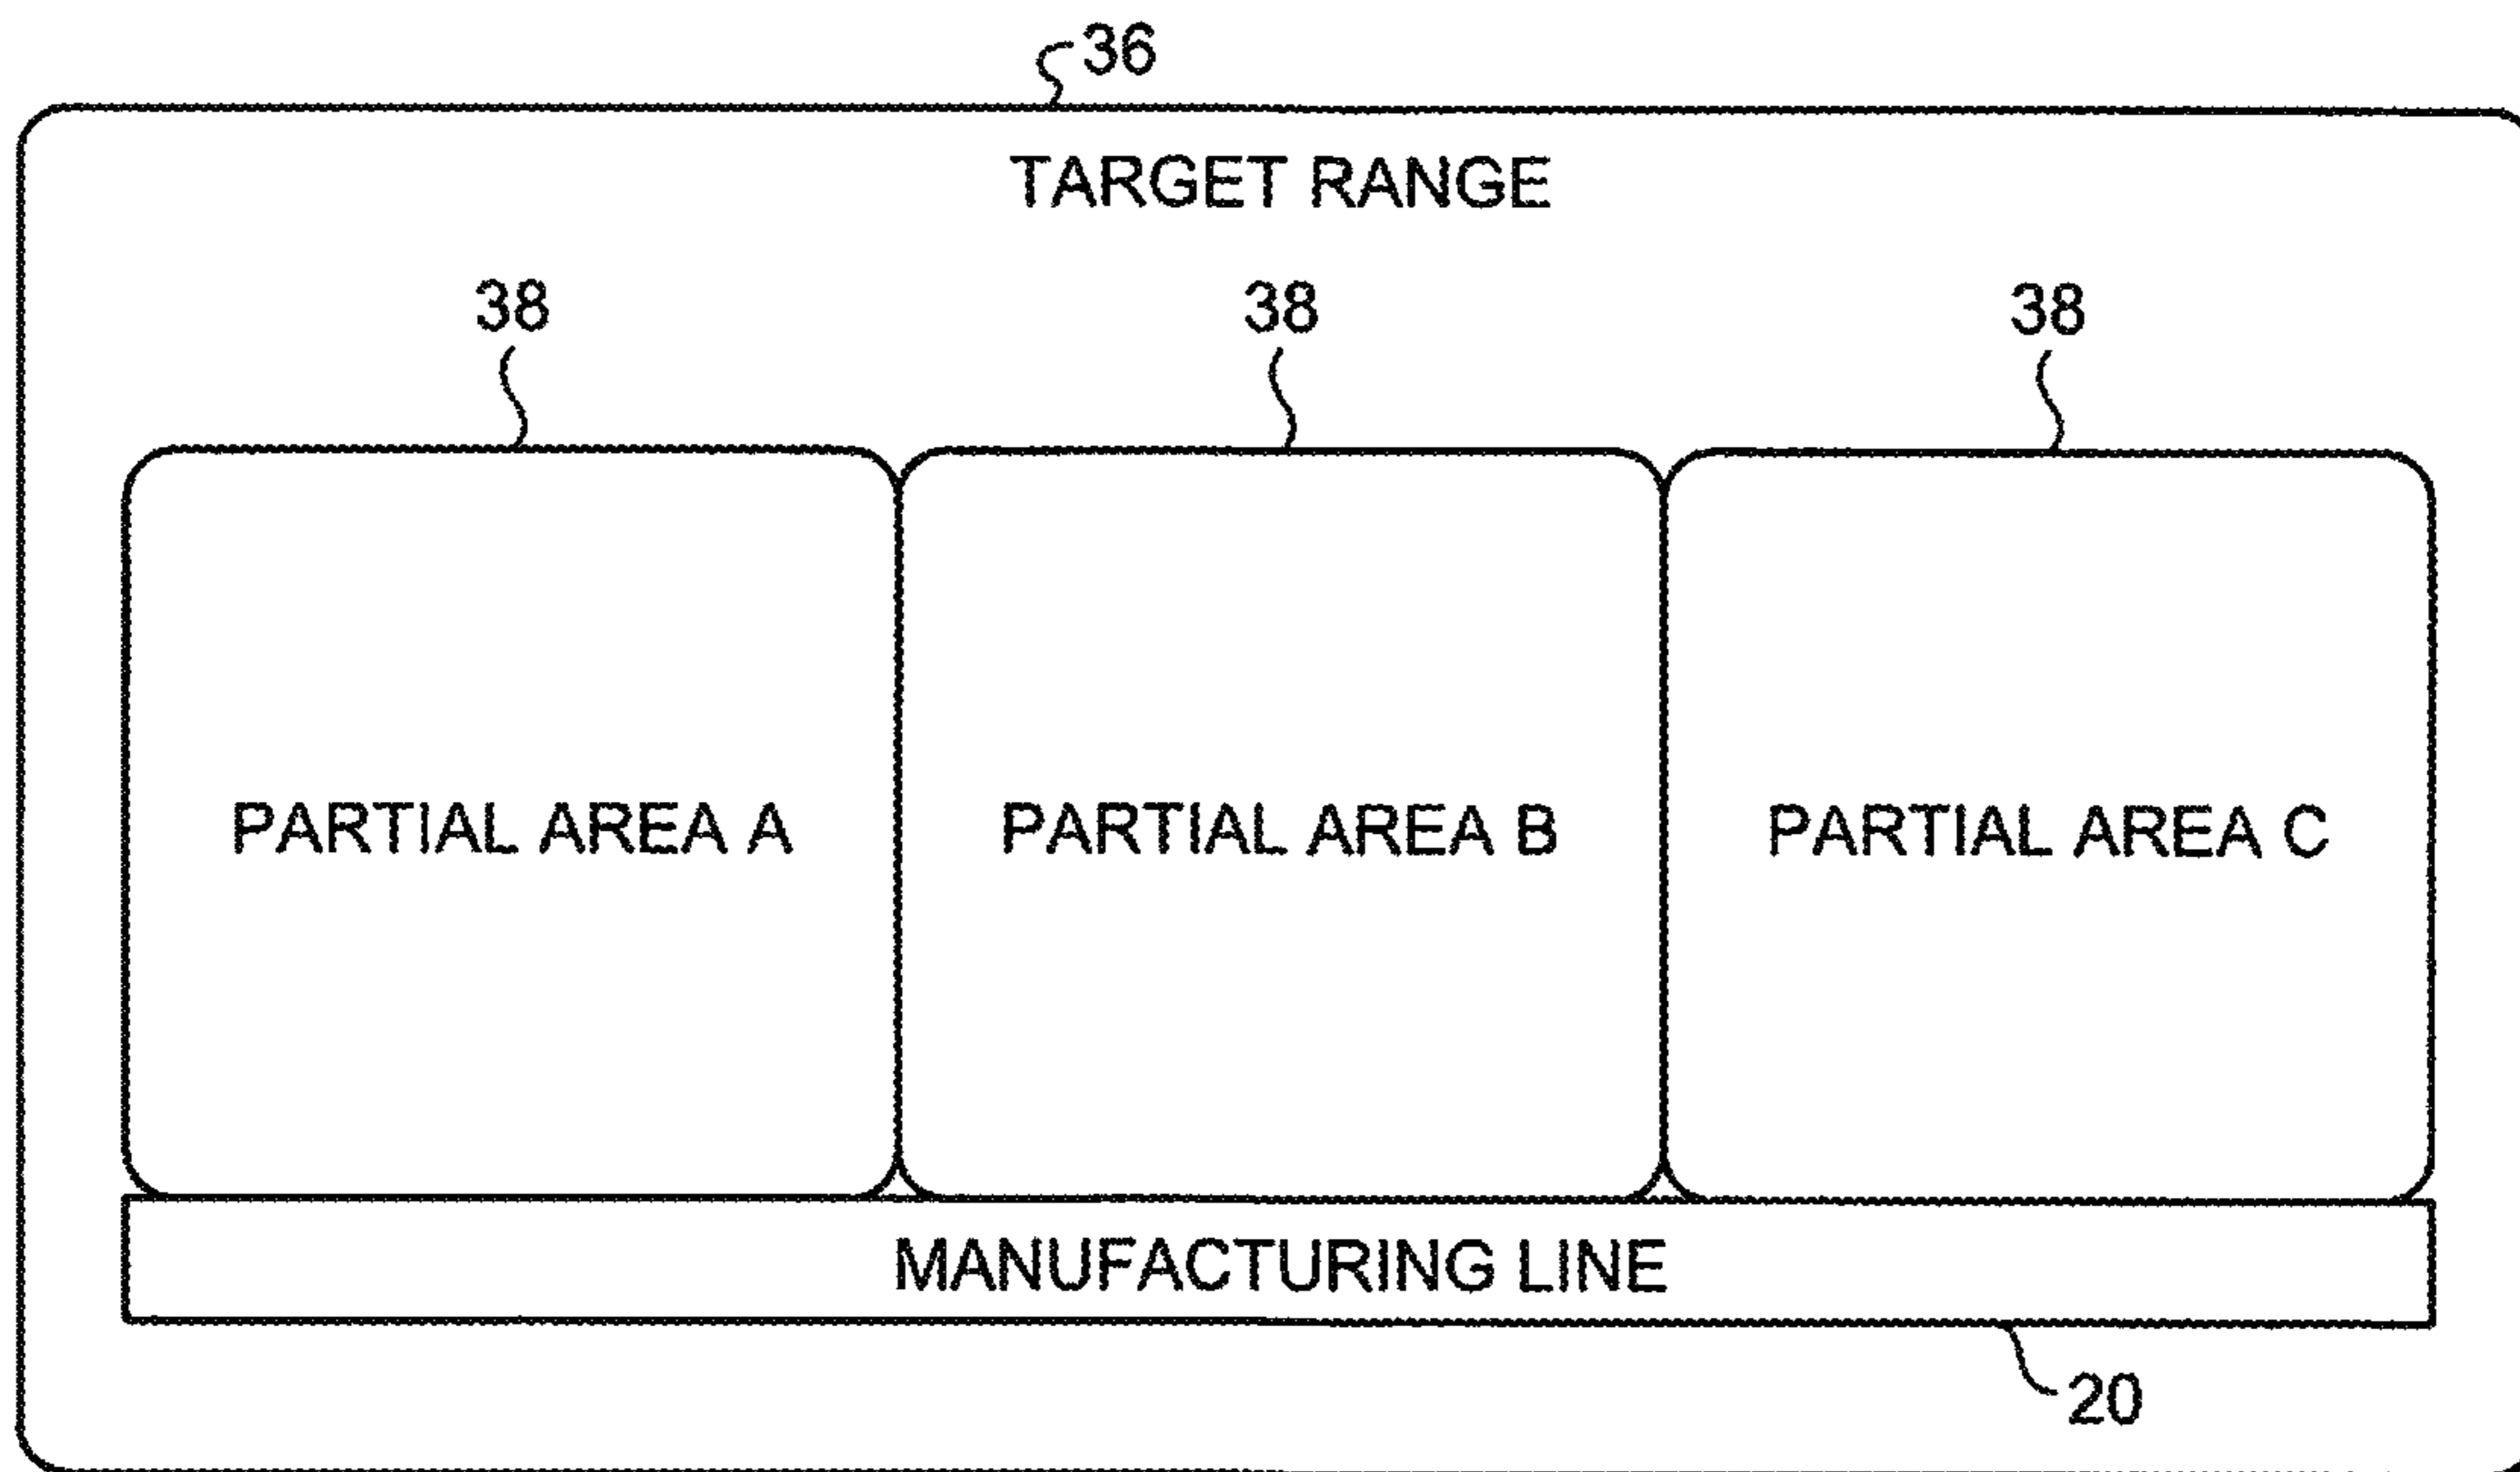 36
TARGET RANGE
38 38 38
PARTIAL AREA A PARTIAL AREA B PARTIAL AREA C
MANUFACTURING LINE
20